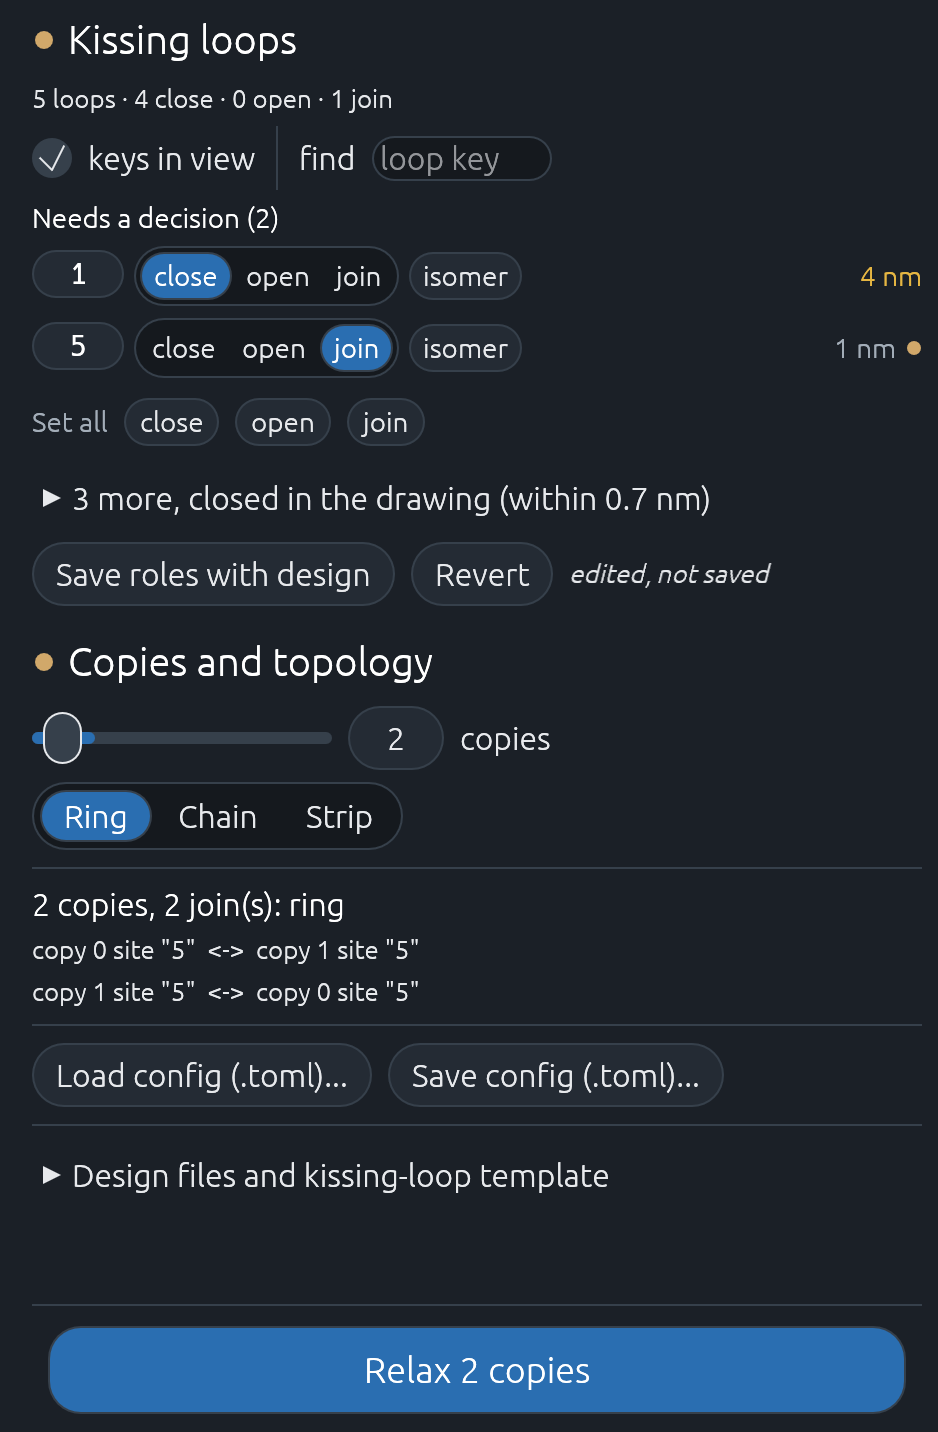 Kissing loops
5 loops · 4 close · 0 open · 1 join
keys in view find loop key
Needs a decision (2)
1 close open join isomer 4 nm
5 close open join isomer 1 nm
Set all close open join
3 more, closed in the drawing (within 0.7 nm)
Save roles with design Revert edited, not saved
Copies and topology
2 copies
Ring Chain Strip
2 copies, 2 join(s): ring
copy 0 site "5" <-> copy 1 site "5"
copy 1 site "5" <-> copy 0 site "5"
Load config (.toml)... Save config (.toml)...
Design files and kissing-loop template
Relax 2 copies